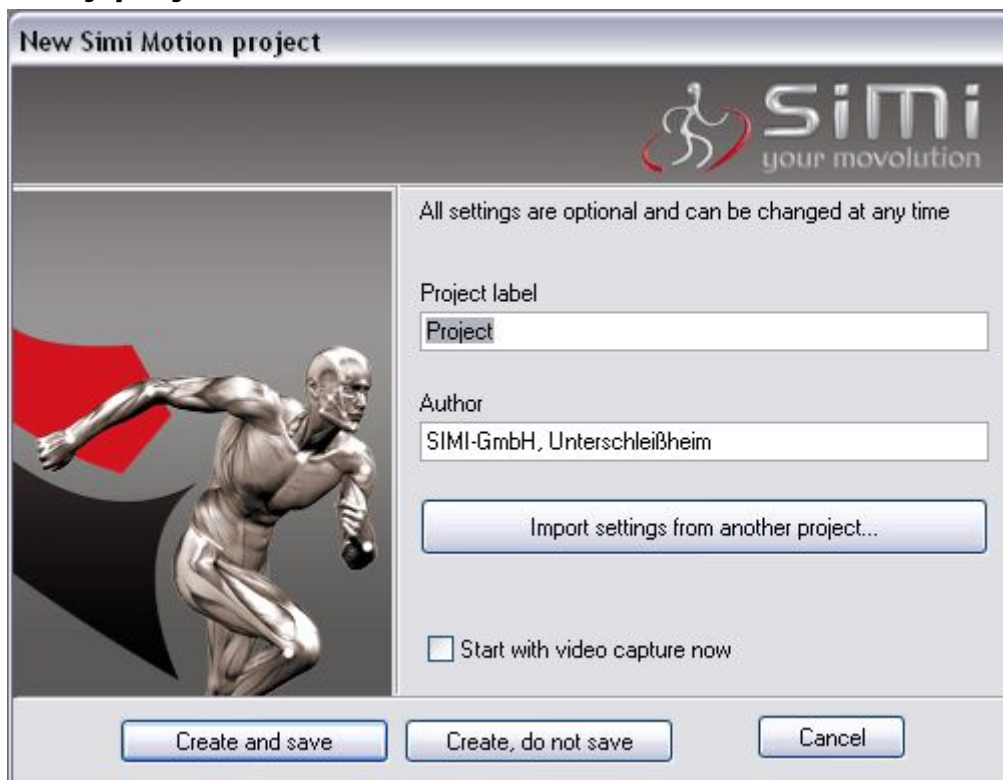 New Simi Motion project
SiMi
your movolution
All settings are optional and can be changed at any time
Project label
Project
Author
SIMI-GmbH, Unterschleißheim
Import settings from another project...
Start with video capture now
Create and save
Create, do not save
Cancel